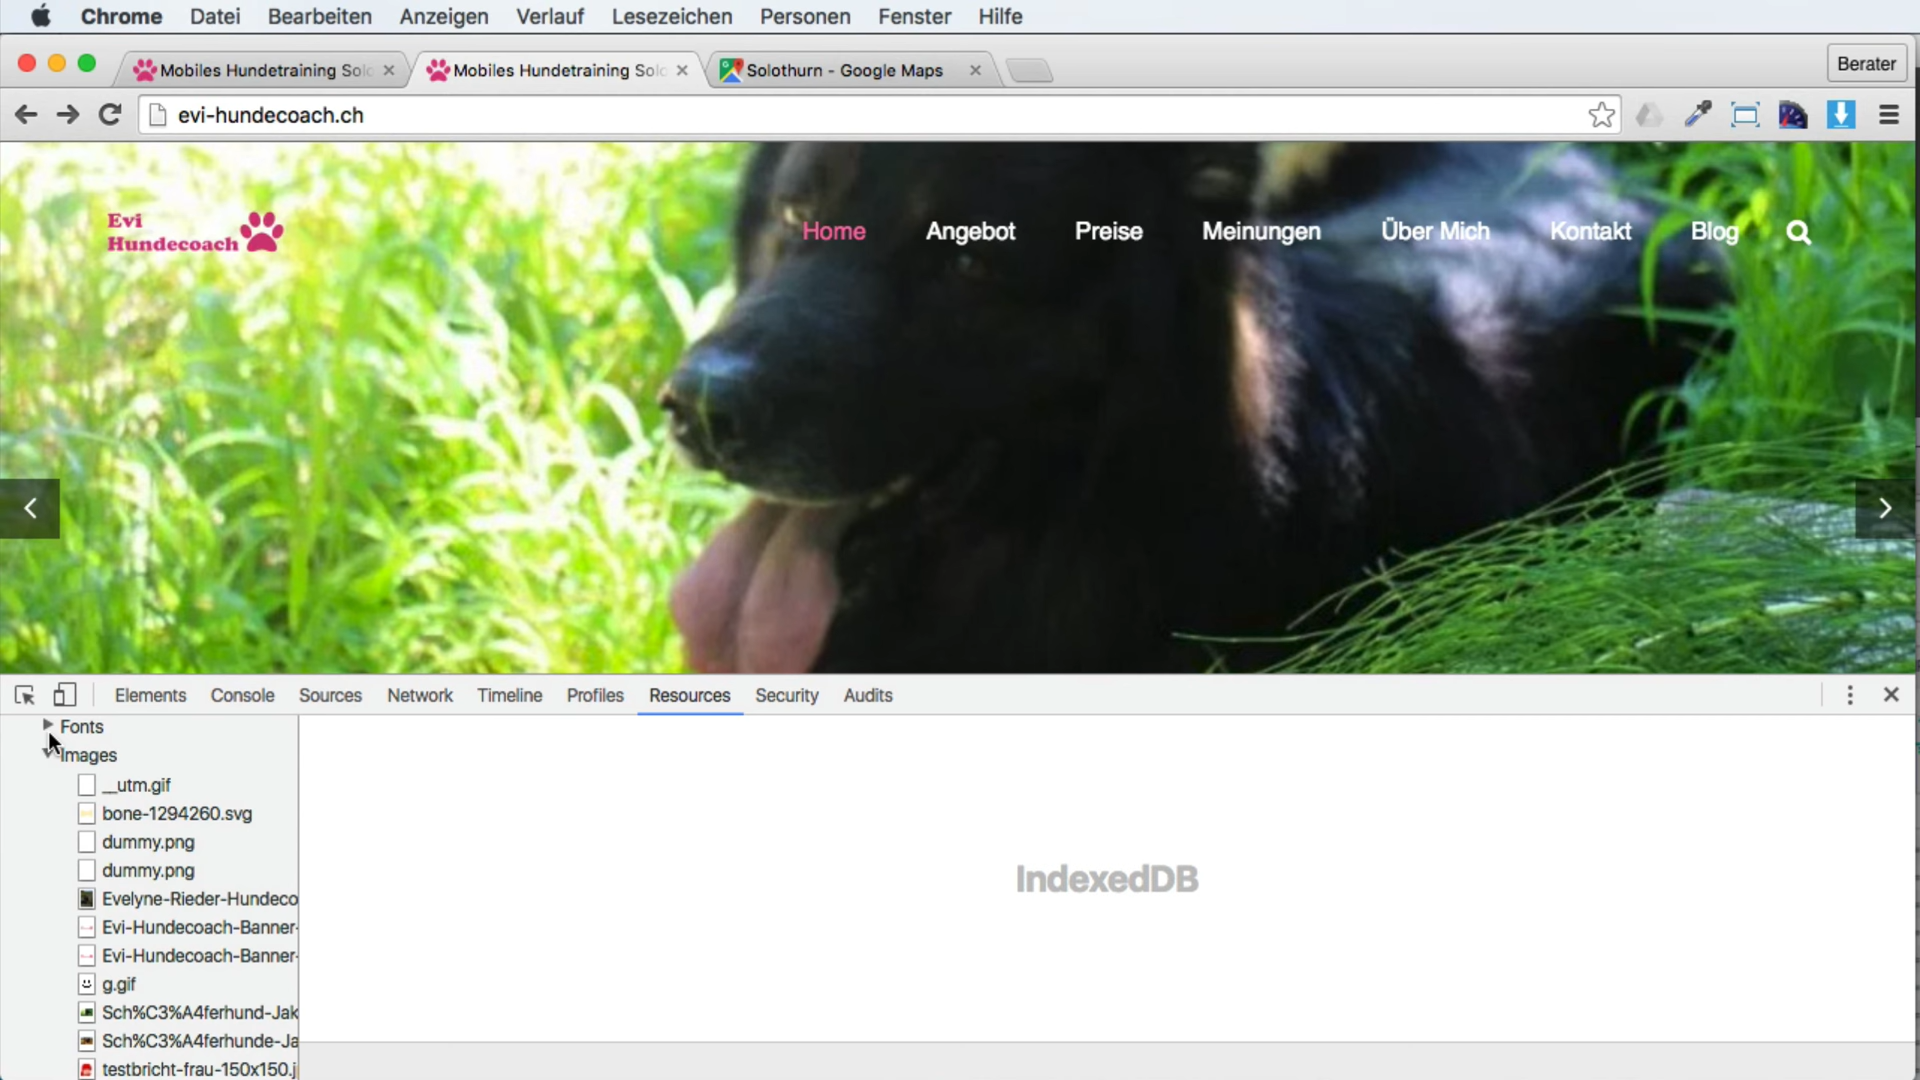 Chrome Datei Bearbeiten Anzeigen Verlauf Lesezeichen Personen Fenster Hilfe
Mobiles Hundetraining Solo Mobiles Hundetraining Solo Solothurn - Google Maps Berater
evi-hundecoach.ch
Evi
Hundecoach
Home Angebot Preise Meinungen Über Mich Kontakt Blog
Elements Console Sources Network Timeline Profiles Resources Security Audits
Fonts
Images
__utm.gif
bone-1294260.svg
dummy.png
dummy.png
IndexedDB
Evelyne-Rieder-Hundeco
Evi-Hundecoach-Banner-
Evi-Hundecoach-Banner-
g.gif
Sch%C3%A4ferhund-Jak
Sch%C3%A4ferhunde-Ja
testbricht-frau-150x150.j